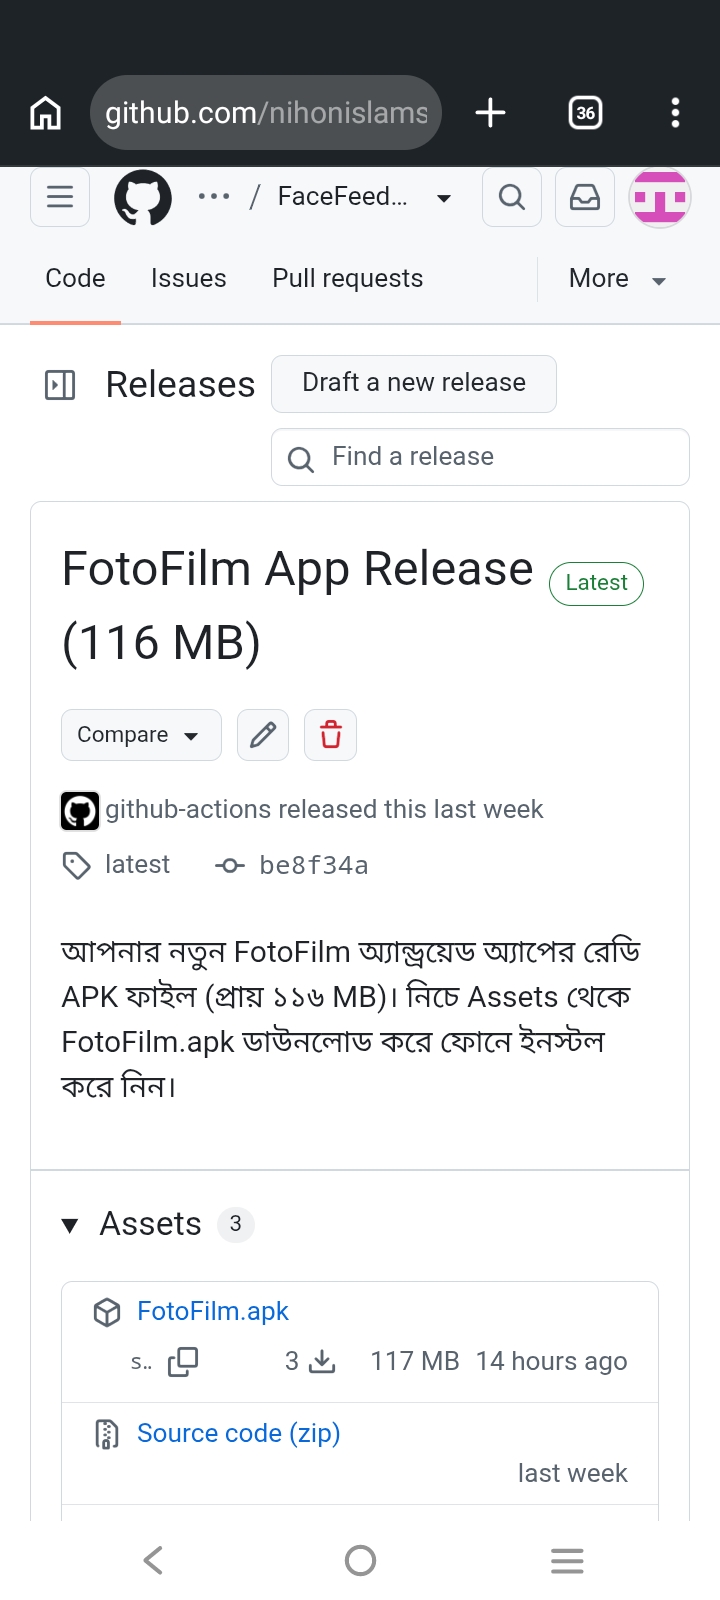 github.com/nihonislams
36
... / FaceFeed...
Code Issues Pull requests More
Releases Draft a new release
Find a release
FotoFilm App Release Latest
(116 MB)
Compare
github-actions released this last week
latest be8f34a
আপনার নতুন FotoFilm অ্যান্ড্রয়েড অ্যাপের রেডি
APK ফাইল (প্রায় ১১৬ MB)। নিচে Assets থেকে
FotoFilm.apk ডাউনলোড করে ফোনে ইনস্টল
করে নিন।
Assets 3
FotoFilm.apk
s.. 3 117 MB 14 hours ago
Source code (zip)
last week